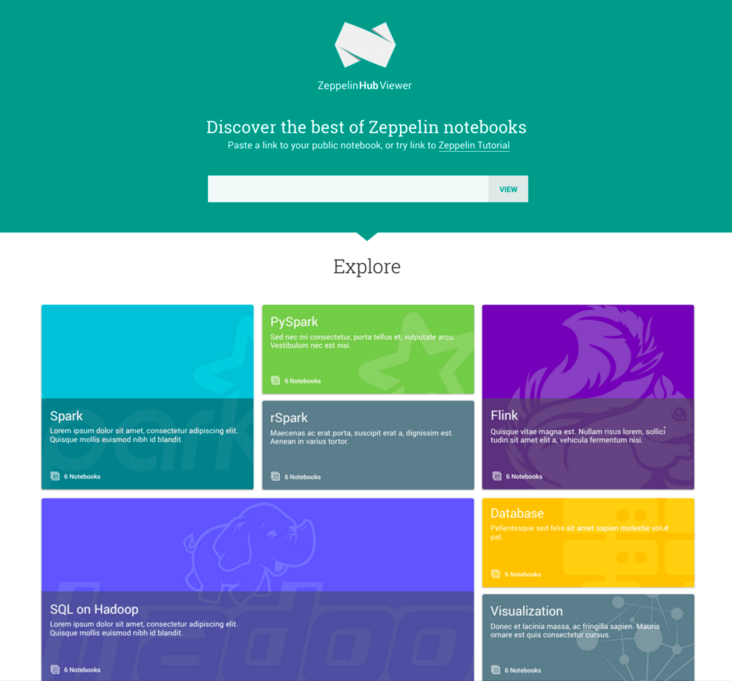 ZeppelinHub Viewer
Discover the best of Zeppelin notebooks
Paste a link to your public notebook, or try link to Zeppelin Tutorial
VIEW
Explore
Spark
Lorem ipsum dolor sit amet, consectetur adipiscing elit.
Quisque mollis euismod nibh id blandit.
6 Notebooks
PySpark
Sed nec mi consectetur, porta tellus et, vulputate arcu.
Vestibulum nec est nisi.
6 Notebooks
rSpark
Maecenas ac erat porta, suscipit erat a, dignissim est.
Aenean in varius tortor.
6 Notebooks
Flink
Quisque vitae magna est. Nullam risus lorem, sollici
tudin sit amet elit a, vehicula fermentum nisi.
6 Notebooks
SQL on Hadoop
Lorem ipsum dolor sit amet, consectetur adipiscing elit.
Quisque mollis euismod nibh id blandit.
6 Notebooks
Database
Pellentesque sed felis sit amet sapien molestie volut
pat.
6 Notebooks
Visualization
Donec et lacinia massa, ac fringilla sapien. Mauris
ornare est quis consectetur cursus.
6 Notebooks